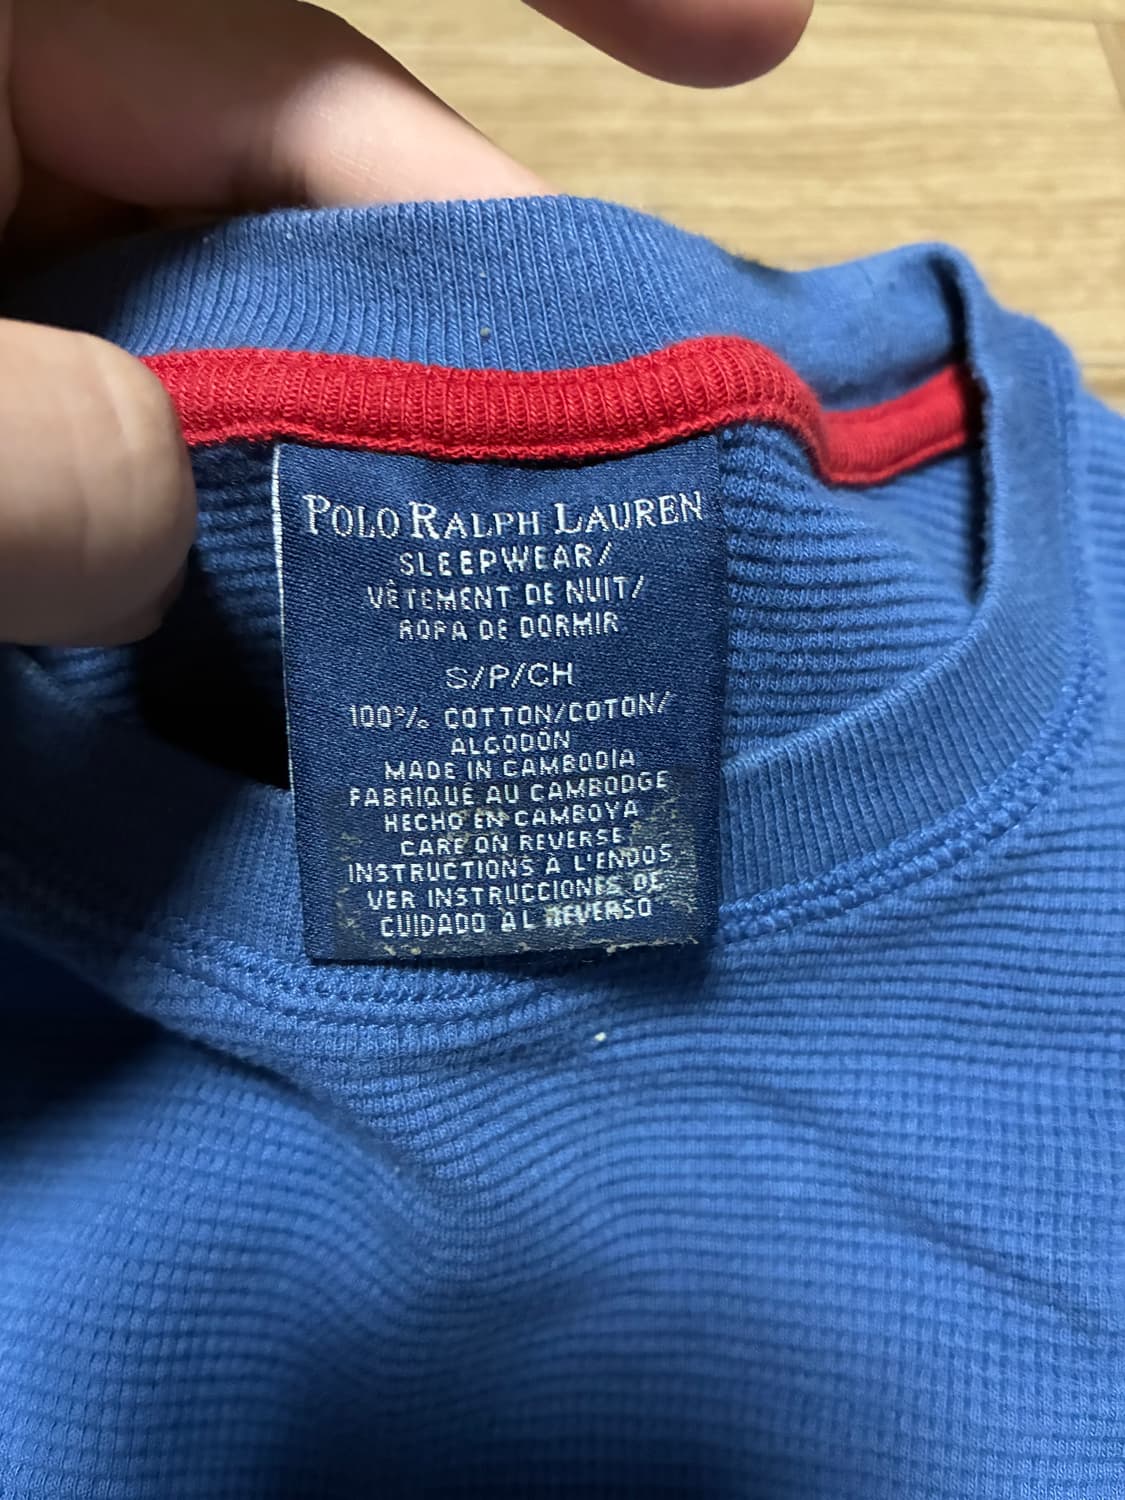 POLO RALPH LAUREN
SLEEPWEAR/
VÊTEMENT DE NUIT/
ROPA DE DORMIR
S/P/CH
100% COTTON/COTON/
ALGODÓN
MADE IN CAMBODIA
FABRIQUÉ AU CAMBODGE
HECHO EN CAMBOYA
CARE ON REVERSE
INSTRUCTIONS À L'ENDOS
VER INSTRUCCIONES DE
CUIDADO AL REVERSO